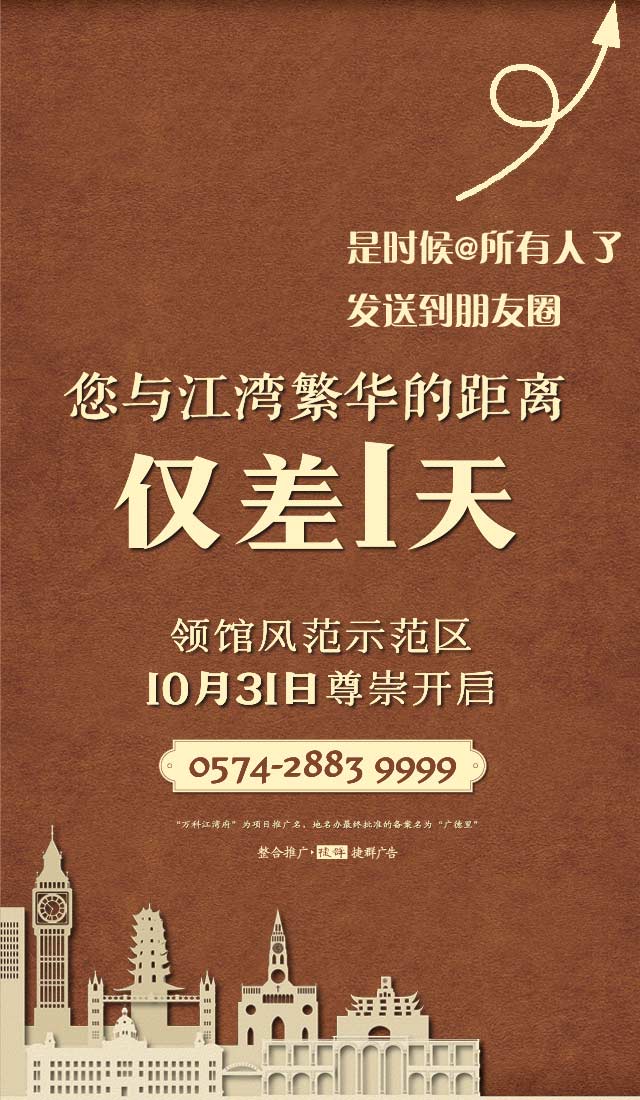 是时候@所有人了
发送到朋友圈
您与江湾繁华的距离
仅差1天
领馆风范示范区
10月31日尊崇开启
0574-2883 9999
“万科江湾府”为项目推广名、地名办最终批准的备案名为“广德里”
整合推广·捷群 捷群广告